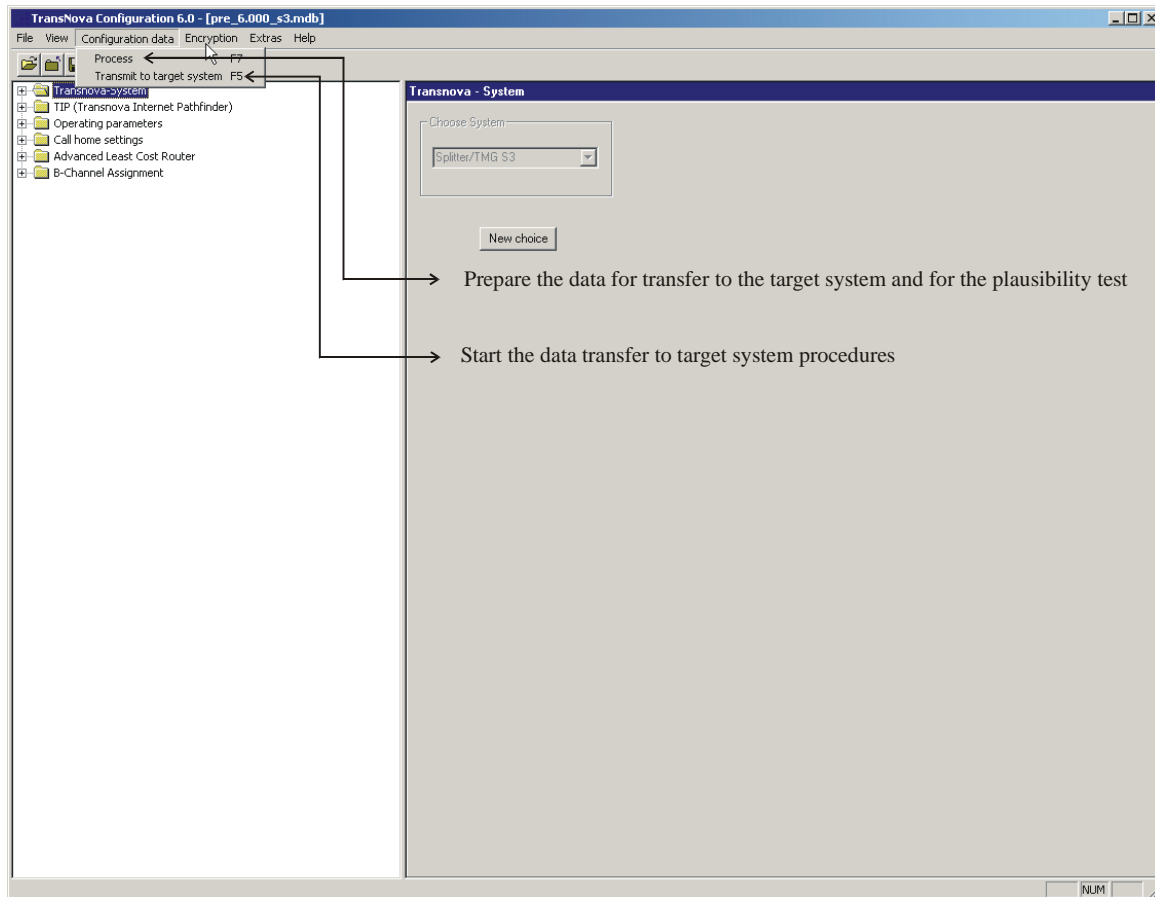 TransNova Configuration 6.0 - [pre_6.000_s3.mdb]
File View Configuration data Encryption Extras Help
Process F7
Transmit to target system F5
Transnova-System
TIP (Transnova Internet Pathfinder)
Operating parameters
Call home settings
Advanced Least Cost Router
B-Channel Assignment
Transnova - System
Choose System
Splitter/TMG S3
New choice
Prepare the data for transfer to the target system and for the plausibility test
Start the data transfer to target system procedures
NUM